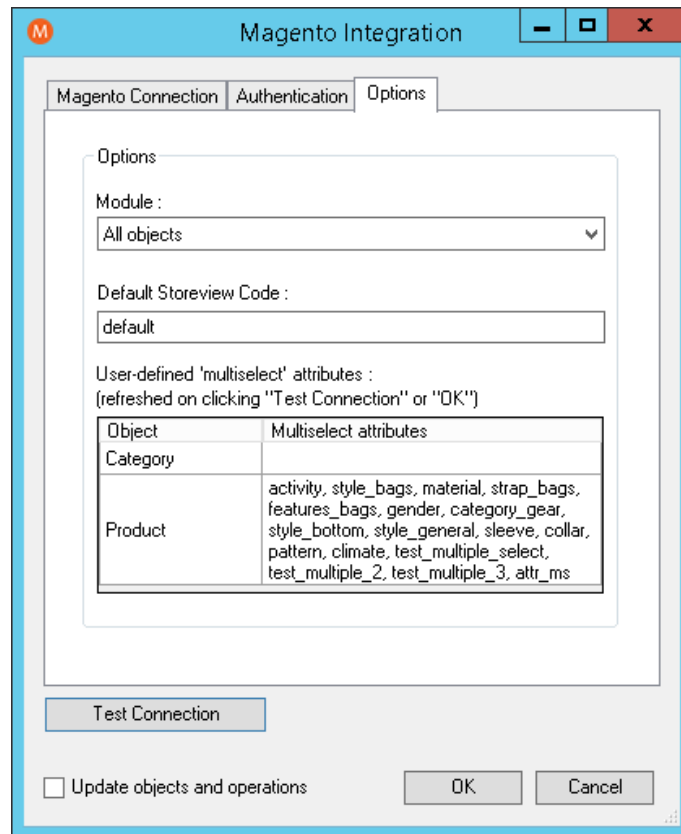 M
Magento Integration
Magento Connection
Authentication
Options
Options
Module :
All objects
Default Storeview Code :
default
User-defined 'multiselect' attributes :
(refreshed on clicking "Test Connection" or "OK")
Object Multiselect attributes
Category
Product
activity, style_bags, material, strap_bags,
features_bags, gender, category_gear,
style_bottom, style_general, sleeve, collar,
pattern, climate, test_multiple_select,
test_multiple_2, test_multiple_3, attr_ms
Test Connection
Update objects and operations
OK
Cancel